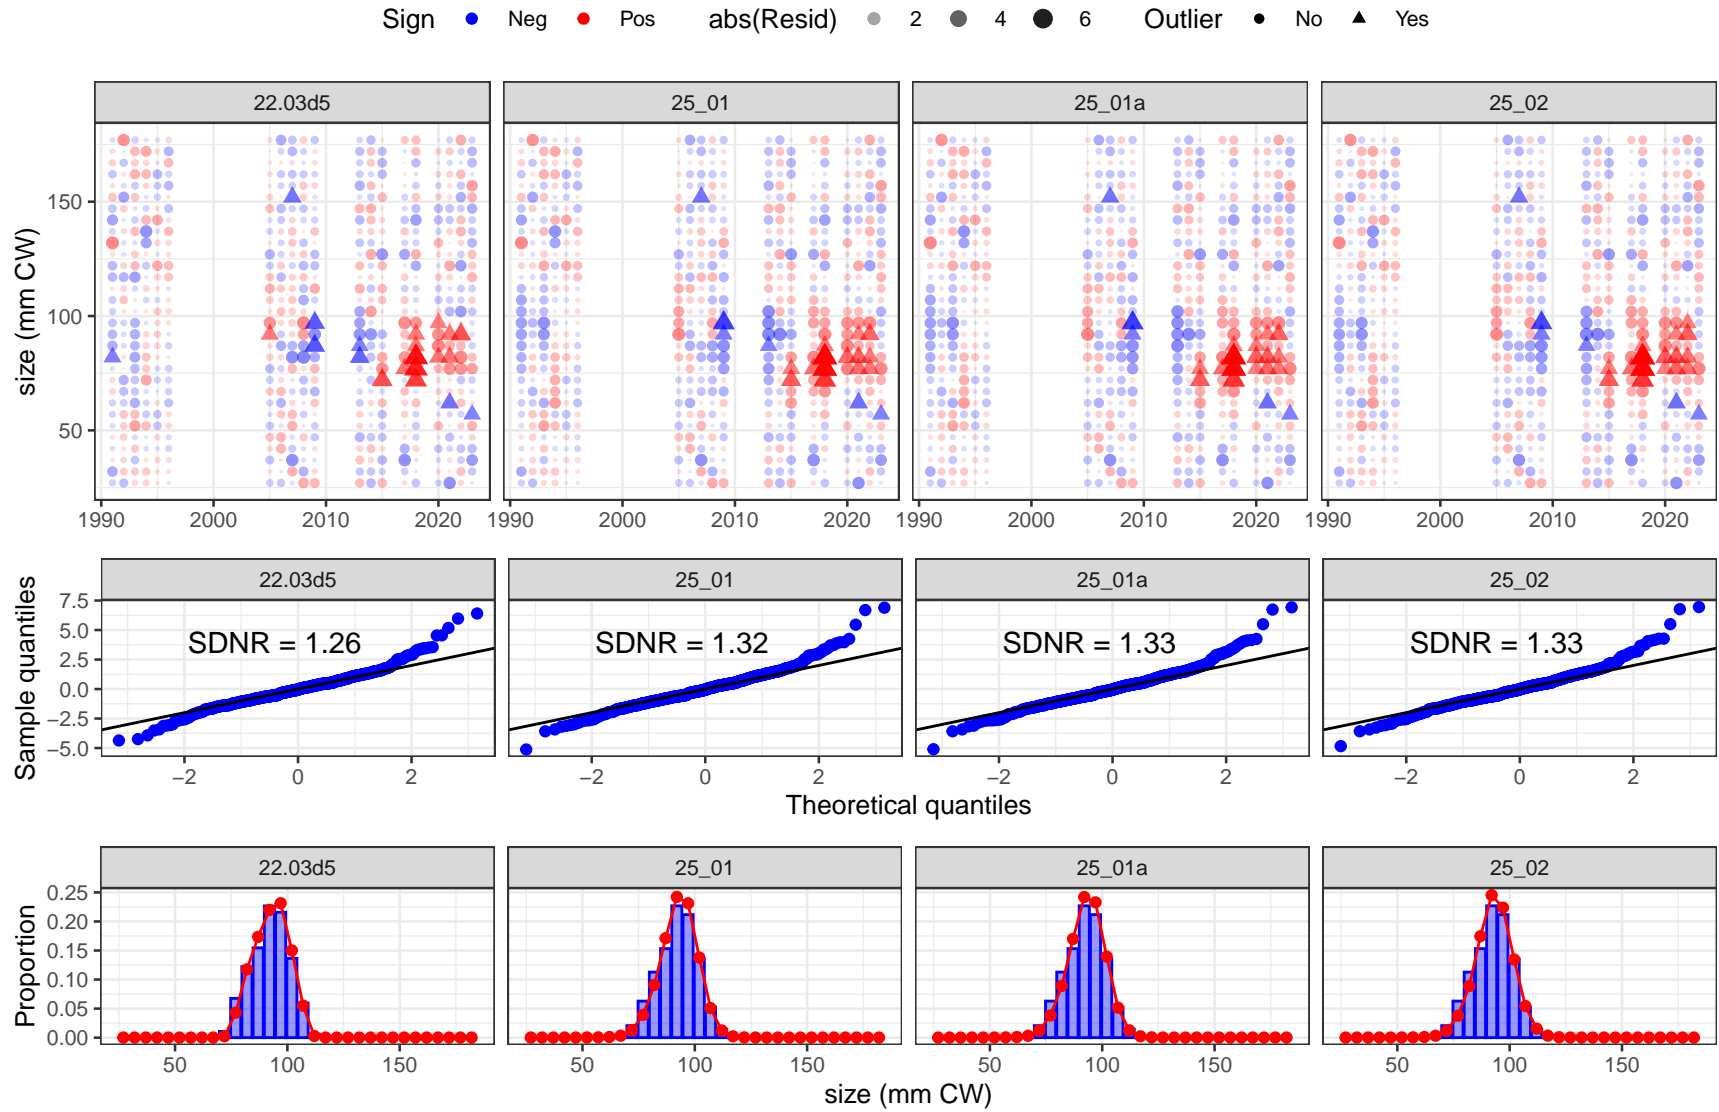 Sign Neg Pos abs(Resid) 2 4 6 Outlier No Yes
22.03d5 25_01 25_01a 25_02
size (mm CW)
150
100
50
1990 2000 2010 2020 1990 2000 2010 2020 1990 2000 2010 2020 1990 2000 2010 2020
22.03d5 25_01 25_01a 25_02
Sample quantiles
7.5
5.0
2.5
0.0
−2.5
−5.0
SDNR = 1.26 SDNR = 1.32 SDNR = 1.33 SDNR = 1.33
−2 0 2 −2 0 2 −2 0 2 −2 0 2
Theoretical quantiles
22.03d5 25_01 25_01a 25_02
Proportion
0.25
0.20
0.15
0.10
0.05
0.00
50 100 150 50 100 150 50 100 150 50 100 150
size (mm CW)